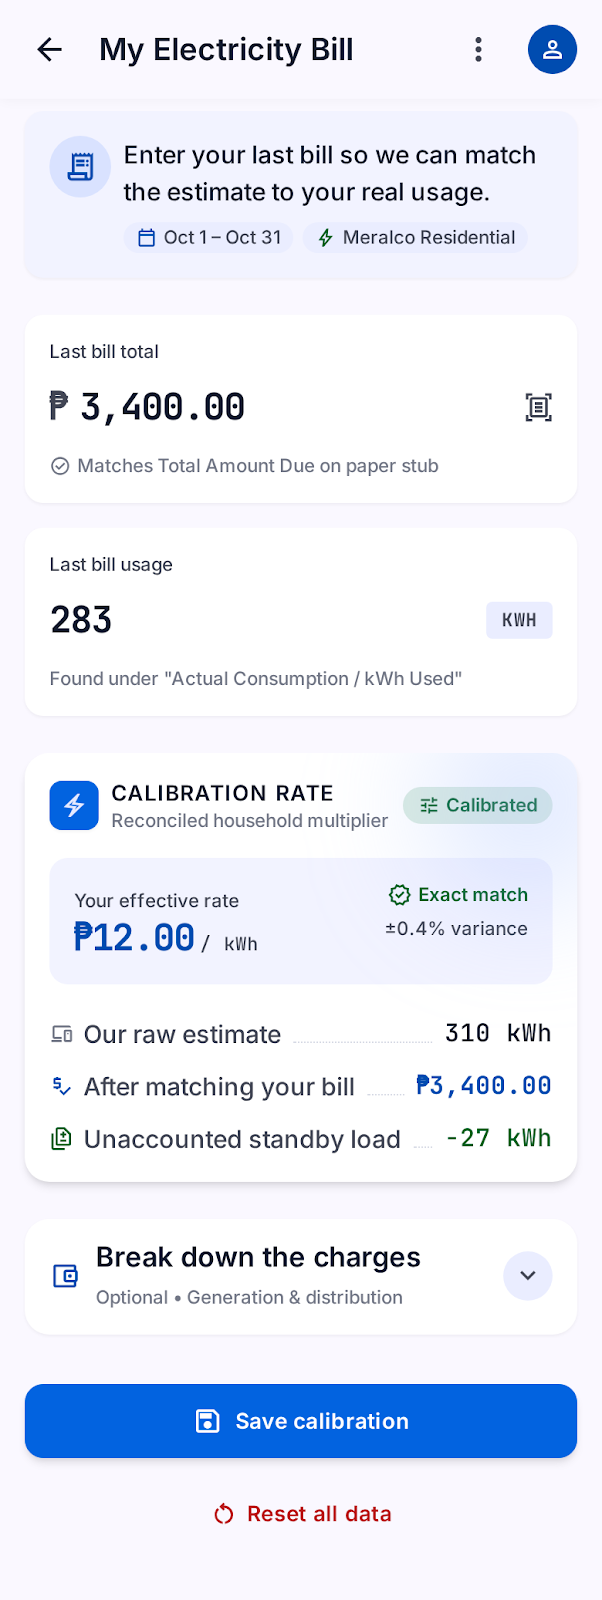 My Electricity Bill
Enter your last bill so we can match
the estimate to your real usage.
Oct 1 – Oct 31
Meralco Residential
Last bill total
₱ 3,400.00
Matches Total Amount Due on paper stub
Last bill usage
283
KWH
Found under "Actual Consumption / kWh Used"
CALIBRATION RATE
Reconciled household multiplier
Calibrated
Your effective rate
₱12.00 / kWh
Exact match
±0.4% variance
Our raw estimate 310 kWh
After matching your bill ₱3,400.00
Unaccounted standby load -27 kWh
Break down the charges
Optional • Generation & distribution
Save calibration
Reset all data